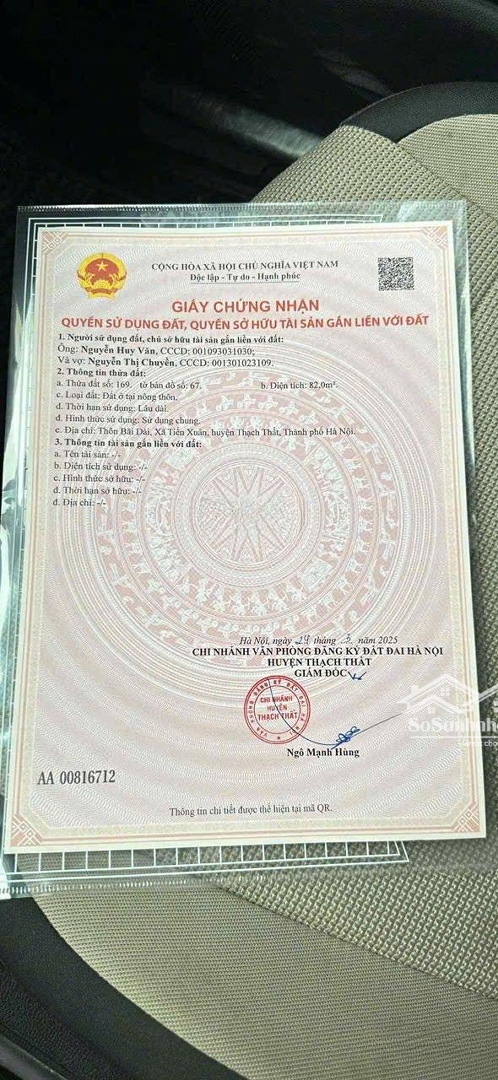 CỘNG HÒA XÃ HỘI CHỦ NGHĨA VIỆT NAM
Độc lập - Tự do - Hạnh phúc
GIẤY CHỨNG NHẬN
QUYỀN SỬ DỤNG ĐẤT, QUYỀN SỞ HỮU TÀI SẢN GẮN LIỀN VỚI ĐẤT
1. Người sử dụng đất, chủ sở hữu tài sản gắn liền với đất:
Ông: Nguyễn Huy Văn, CCCD: 001093031030;
Và vợ: Nguyễn Thị Chuyền, CCCD: 001301023109.
2. Thông tin thửa đất:
a. Thửa đất số: 169. tờ bản đồ số: 67. b. Diện tích: 82,0m².
c. Loại đất: Đất ở tại nông thôn.
d. Thời hạn sử dụng: Lâu dài.
đ. Hình thức sử dụng: Sử dụng chung.
e. Địa chỉ: Thôn Bãi Dài, Xã Tiến Xuân, huyện Thạch Thất, Thành phố Hà Nội.
3. Thông tin tài sản gắn liền với đất:
a. Tên tài sản: -/-
b. Diện tích sử dụng: -/-
c. Hình thức sở hữu: -/-
d. Thời hạn sở hữu: -/-
đ. Địa chỉ: -/-
Hà Nội, ngày tháng năm 2025
CHI NHÁNH VĂN PHÒNG ĐĂNG KÝ ĐẤT ĐAI HÀ NỘI
HUYỆN THẠCH THẤT
GIÁM ĐỐC
CHI NHÁNH
HUYỆN
THẠCH THẤT
Ngô Mạnh Hùng
AA 00816712
Thông tin chi tiết được thể hiện tại mã QR.